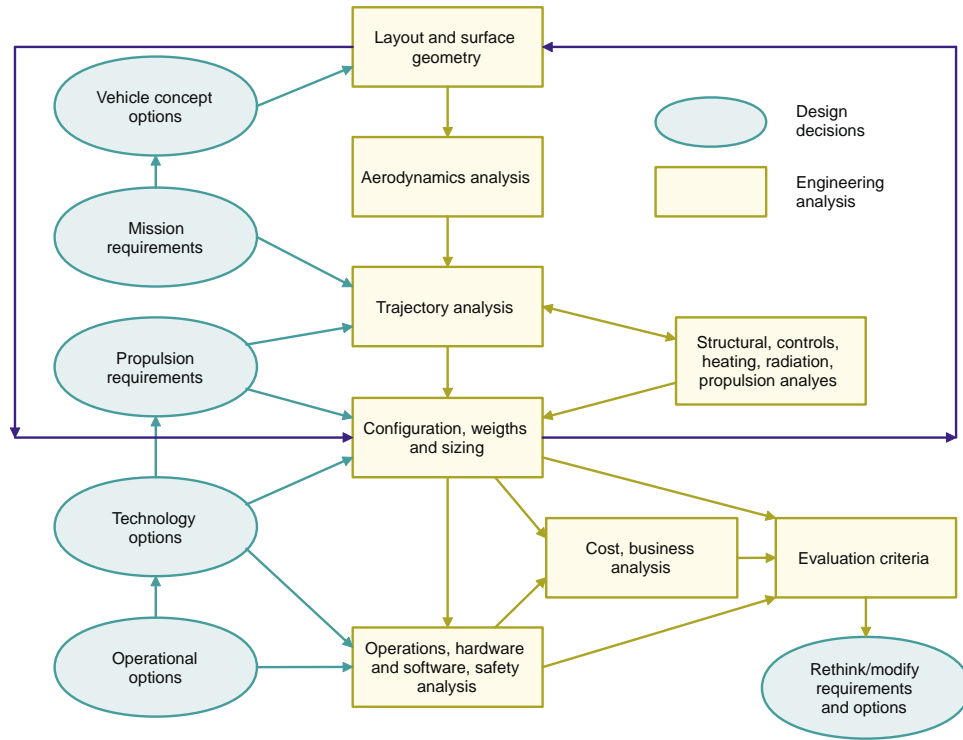 Layout and surface
geometry
Vehicle concept
options
Design
decisions
Aerodynamics analysis
Engineering
analysis
Mission
requirements
Trajectory analysis
Propulsion
requirements
Structural, controls,
heating, radiation,
propulsion analyes
Configuration, weigths
and sizing
Technology
options
Cost, business
analysis
Evaluation criteria
Operational
options
Operations, hardware
and software, safety
analysis
Rethink/modify
requirements
and options